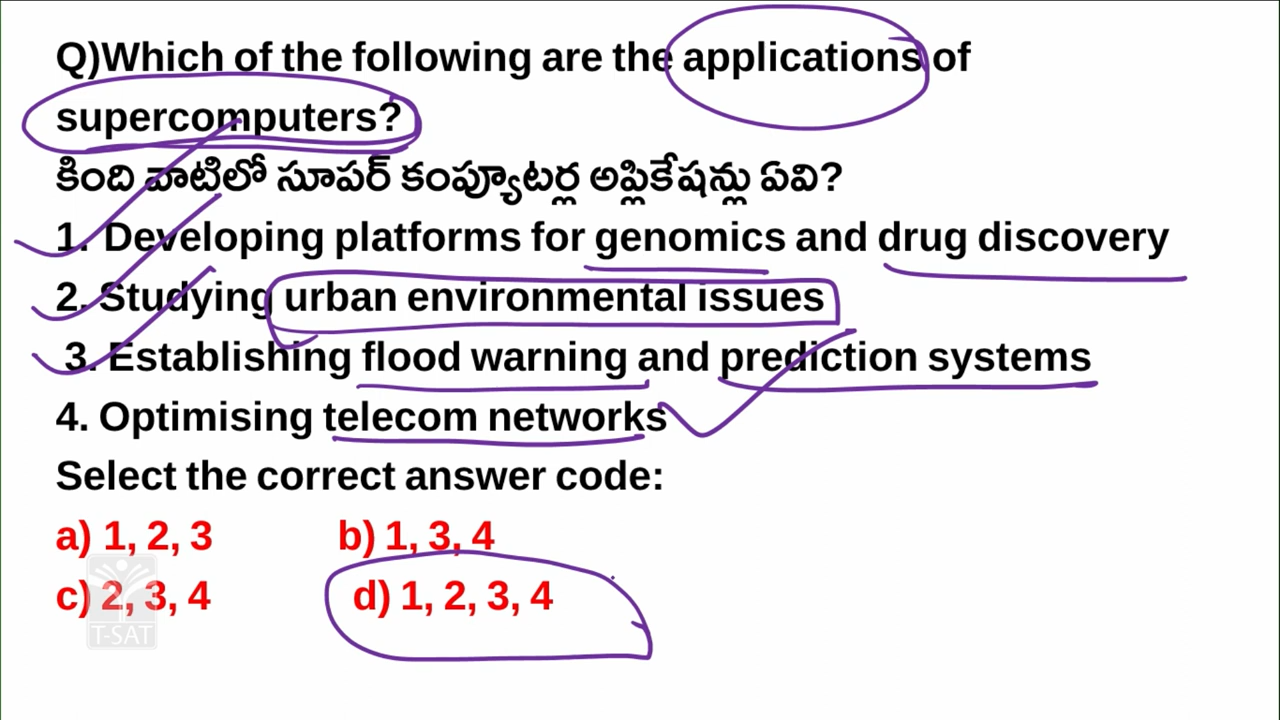 Q)Which of the following are the applications of
supercomputers?
కింది వాటిలో సూపర్ కంప్యూటర్ల అప్లికేషన్లు ఏవి?
1. Developing platforms for genomics and drug discovery
2. Studying urban environmental issues
3. Establishing flood warning and prediction systems
4. Optimising telecom networks
Select the correct answer code:
a) 1, 2, 3 b) 1, 3, 4
c) 2, 3, 4 d) 1, 2, 3, 4
T-SAT